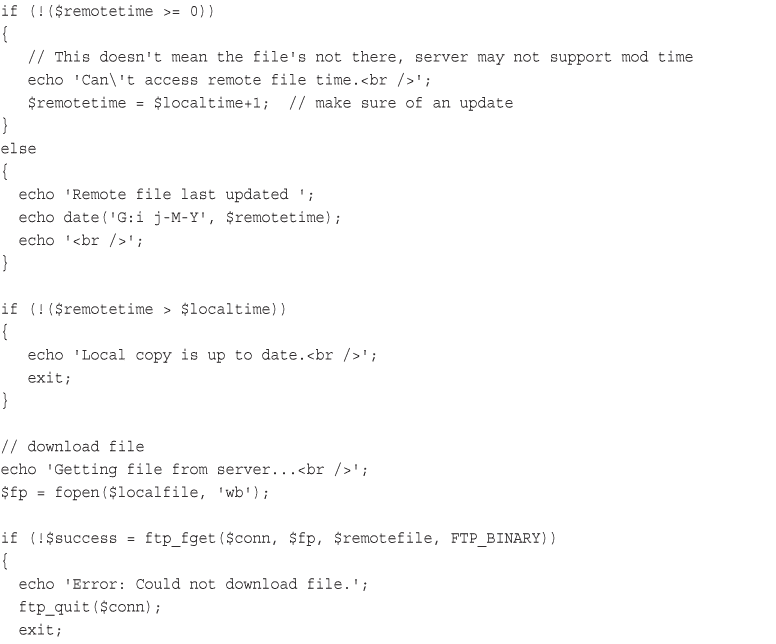 if (!($remotetime >= 0))
{
   // This doesn't mean the file's not there, server may not support mod time
   echo 'Can\'t access remote file time.<br />';
   $remotetime = $localtime+1;  // make sure of an update
}
else
{
  echo 'Remote file last updated ';
  echo date('G:i j-M-Y', $remotetime);
  echo '<br />';
}

if (!($remotetime > $localtime))
{
   echo 'Local copy is up to date.<br />';
   exit;
}

// download file
echo 'Getting file from server...<br />';
$fp = fopen($localfile, 'wb');

if (!$success = ftp_fget($conn, $fp, $remotefile, FTP_BINARY))
{
  echo 'Error: Could not download file.';
  ftp_quit($conn);
  exit;